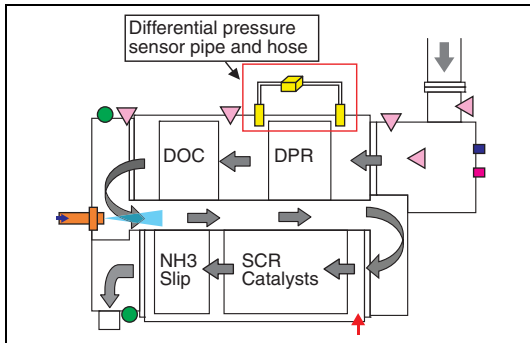 Differential pressure
sensor pipe and hose
DOC
DPR
NH3
Slip
SCR
Catalysts